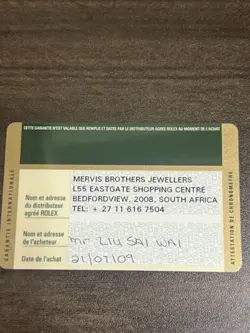 CETTE GARANTIE N'EST VALABLE QUE REMPLIE ET DATÉE PAR LE DISTRIBUTEUR AGRÉÉ ROLEX AU MOMENT DE L'ACHAT
GARANTIE INTERNATIONALE
MERVIS BROTHERS JEWELLERS
L55 EASTGATE SHOPPING CENTRE
BEDFORDVIEW, 2008, SOUTH AFRICA
TEL: + 27 11 616 7504
Nom et adresse
du distributeur
agréé ROLEX
Nom et adresse
de l'acheteur
Mr LIU SAI WAI
Date de l'achat
21/07/09
ATTESTATION DE CHRONOMÈTRE